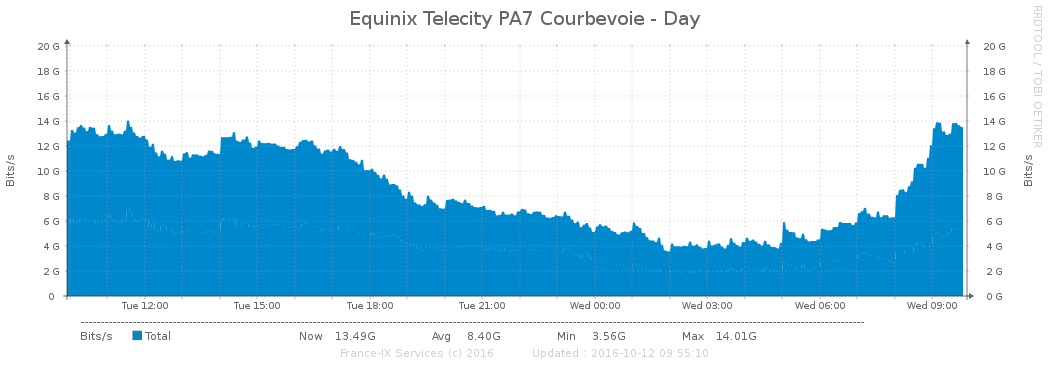 Equinix Telecity PA7 Courbevoie - Day
RRDTOOL / TOBI OETIKER
Bits/s
20 G
18 G
16 G
14 G
12 G
10 G
8 G
6 G
4 G
2 G
0
20 G
18 G
16 G
14 G
12 G
10 G
8 G
6 G
4 G
2 G
0 G
Bits/s
Tue 12:00 Tue 15:00 Tue 18:00 Tue 21:00 Wed 00:00 Wed 03:00 Wed 06:00 Wed 09:00
Bits/s Total Now 13.49G Avg 8.40G Min 3.56G Max 14.01G
France-IX Services (c) 2016 Updated : 2016-10-12 09:55:10